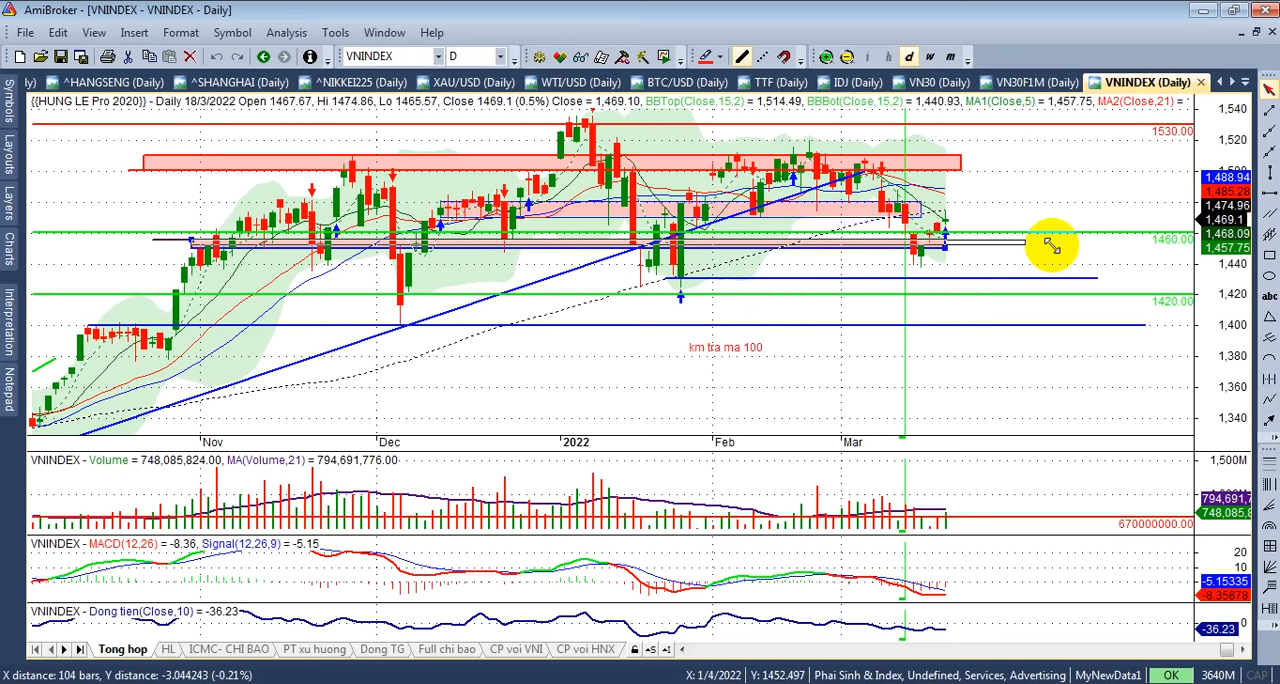 AmiBroker - [VNINDEX - VNINDEX - Daily]
File Edit View Insert Format Symbol Analysis Tools Window Help
VNINDEX D i h d w m
ly) ^HANGSENG (Daily) ^SHANGHAI (Daily) ^NIKKEI225 (Daily) XAU/USD (Daily) WTI/USD (Daily) BTC/USD (Daily) TTF (Daily) IDJ (Daily) VN30 (Daily) VN30F1M (Daily) VNINDEX (Daily)
{{HUNG LE Pro 2020}} - Daily 18/3/2022 Open 1467.67, Hi 1474.86, Lo 1465.57, Close 1469.1 (0.5%) Close = 1,469.10, BBTop(Close,15,2) = 1,514.49, BBBot(Close,15,2) = 1,440.93, MA1(Close,5) = 1,457.75, MA2(Close,21) =
Symbols
Layouts
Layers
Charts
Interpretation
Notepad
1,540
1530.00
1,520
1,500
1,488.94
1,485.28
1,474.96
1,469.1
1,468.09
1460.00
1,457.75
1,440
1,420
1420.00
1,400
km tra ma 100
1,380
1,360
1,340
Nov Dec 2022 Feb Mar
VNINDEX - Volume = 748,085,824.00, MA(Volume,21) = 794,691,776.00
1,500M
794,691,7
748,085,8
670000000.00
VNINDEX - MACD(12,26) = -8.36, Signal(12,26,9) = -5.15
20
10
-5.15335
-8.35878
VNINDEX - Dong tien(Close,10) = -36.23
0
-36.23
Tong hop HL ICMC- CHI BAO PT xu huong Dong TG Full chi bao CP voi VNI CP voi HNX
X distance: 104 bars, Y distance: -3.044243 (-0.21%) X: 1/4/2022 Y: 1452.497 Phai Sinh & Index, Undefined, Services, Advertising MyNewData1 OK 3640M CAP